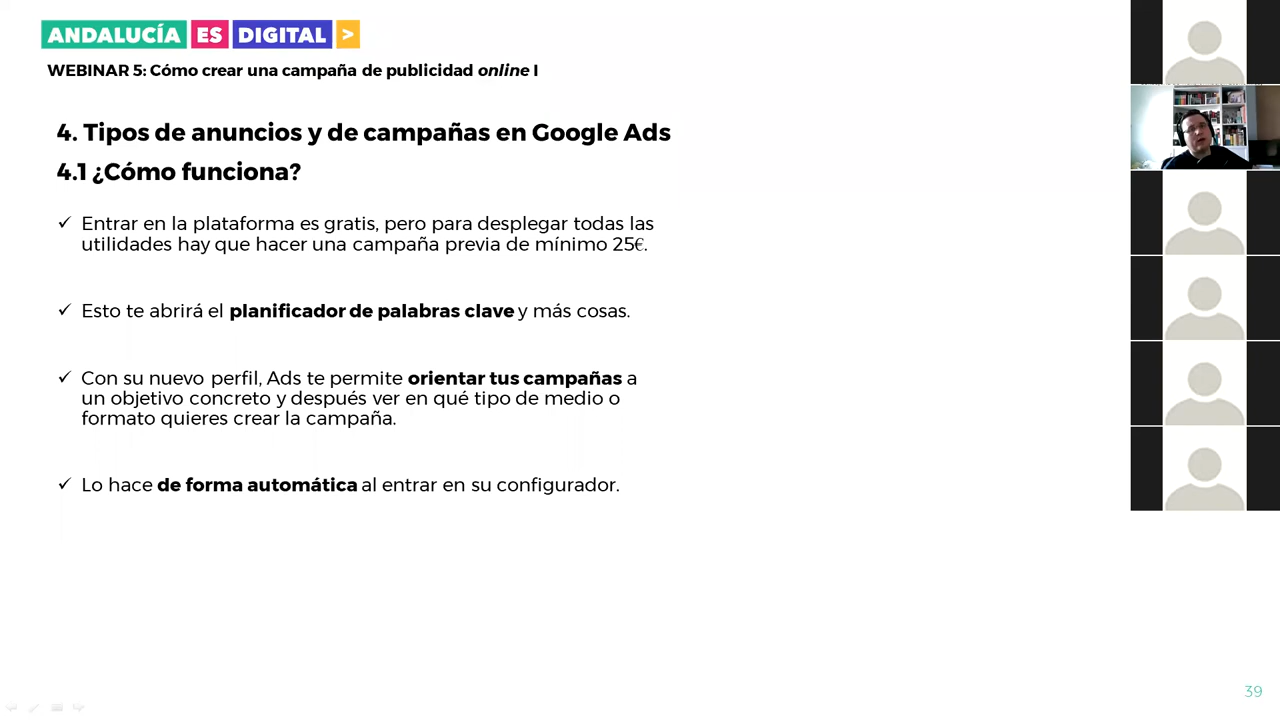 ANDALUCÍA ES DIGITAL >
WEBINAR 5: Cómo crear una campaña de publicidad online I
4. Tipos de anuncios y de campañas en Google Ads
4.1 ¿Cómo funciona?
✓ Entrar en la plataforma es gratis, pero para desplegar todas las
utilidades hay que hacer una campaña previa de mínimo 25€.
✓ Esto te abrirá el planificador de palabras clave y más cosas.
✓ Con su nuevo perfil, Ads te permite orientar tus campañas a
un objetivo concreto y después ver en qué tipo de medio o
formato quieres crear la campaña.
✓ Lo hace de forma automática al entrar en su configurador.
39